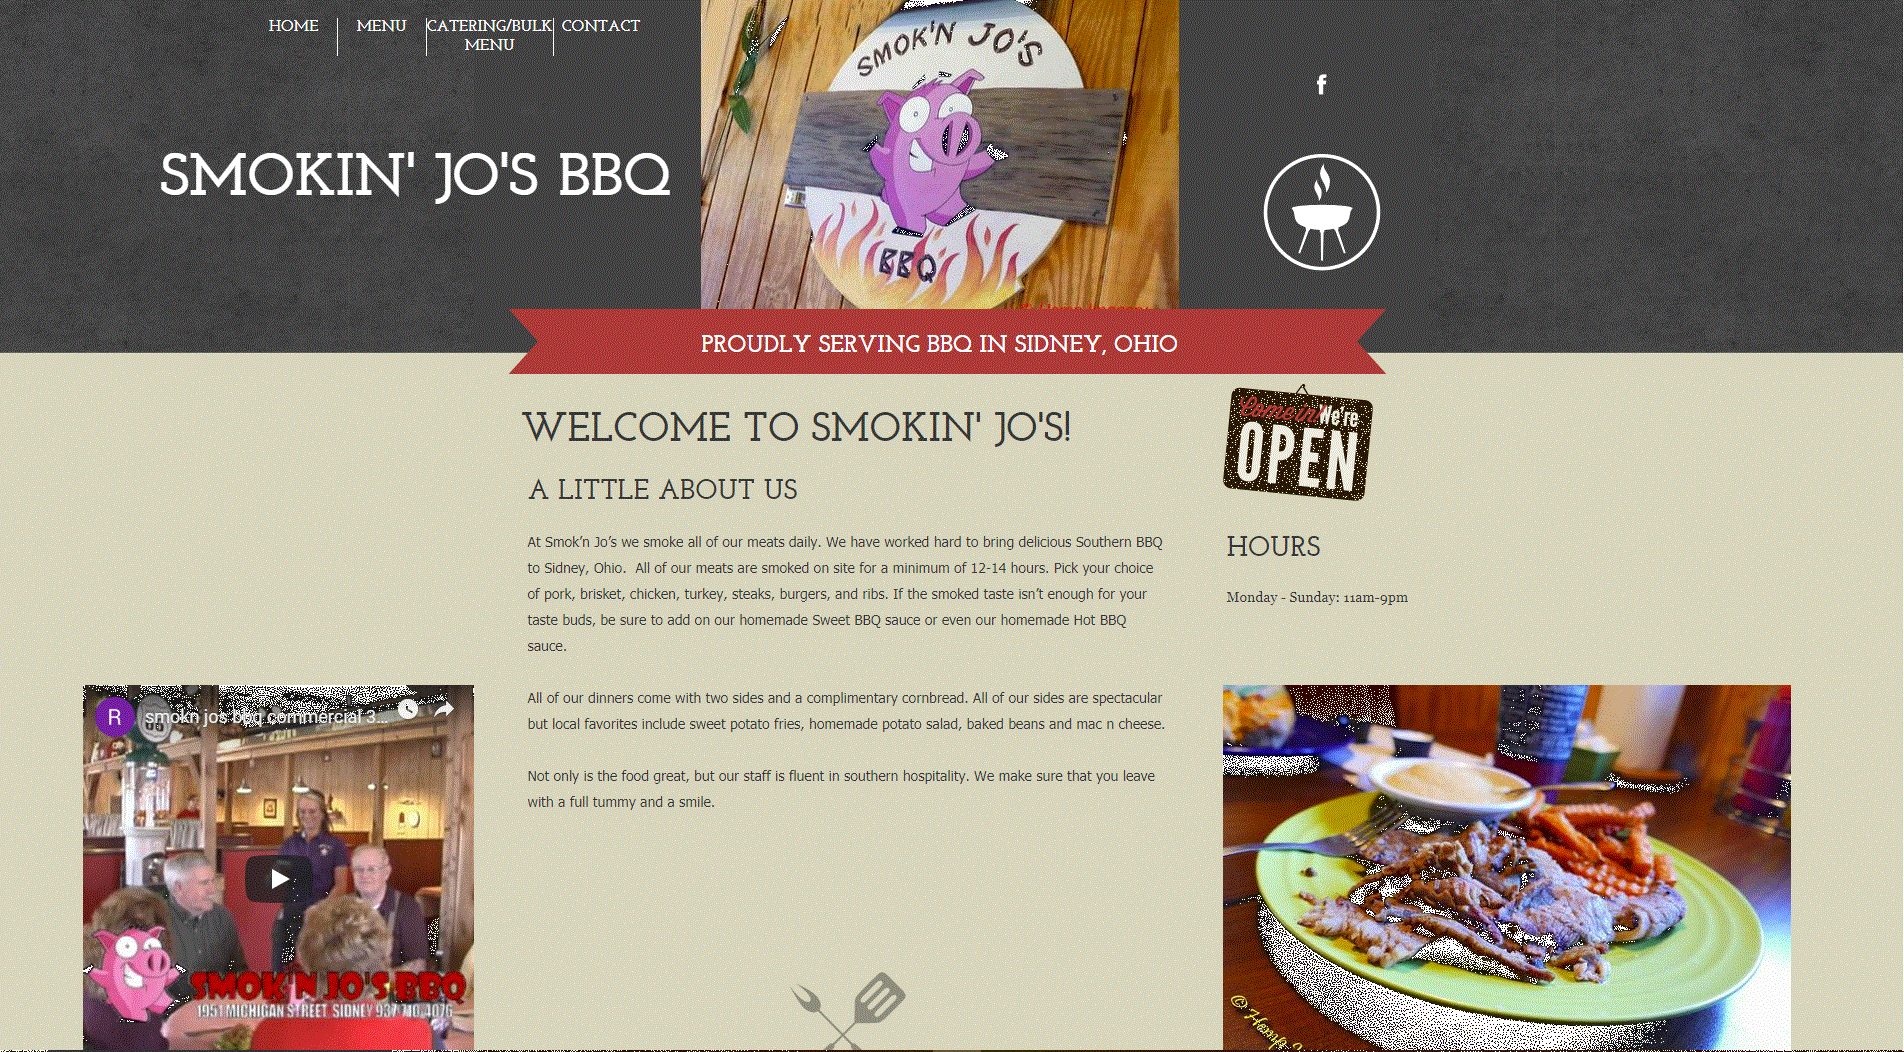 HOME
MENU
CATERING/BULK
MENU
CONTACT
SMOKIN' JO'S BBQ
SMOK'N JO'S
BBQ
f
PROUDLY SERVING BBQ IN SIDNEY, OHIO
WELCOME TO SMOKIN' JO'S!
A LITTLE ABOUT US
At Smok’n Jo’s we smoke all of our meats daily. We have worked hard to bring delicious Southern BBQ
to Sidney, Ohio.  All of our meats are smoked on site for a minimum of 12-14 hours. Pick your choice
of pork, brisket, chicken, turkey, steaks, burgers, and ribs. If the smoked taste isn’t enough for your
taste buds, be sure to add on our homemade Sweet BBQ sauce or even our homemade Hot BBQ
sauce.
All of our dinners come with two sides and a complimentary cornbread. All of our sides are spectacular
but local favorites include sweet potato fries, homemade potato salad, baked beans and mac n cheese.
Not only is the food great, but our staff is fluent in southern hospitality. We make sure that you leave
with a full tummy and a smile.
Come in We're
OPEN
HOURS
Monday - Sunday: 11am-9pm
R
smokn jos bbq commercial 3...
SMOK'N JO'S BBQ
1951 MICHIGAN STREET, SIDNEY 937 710 4076
©